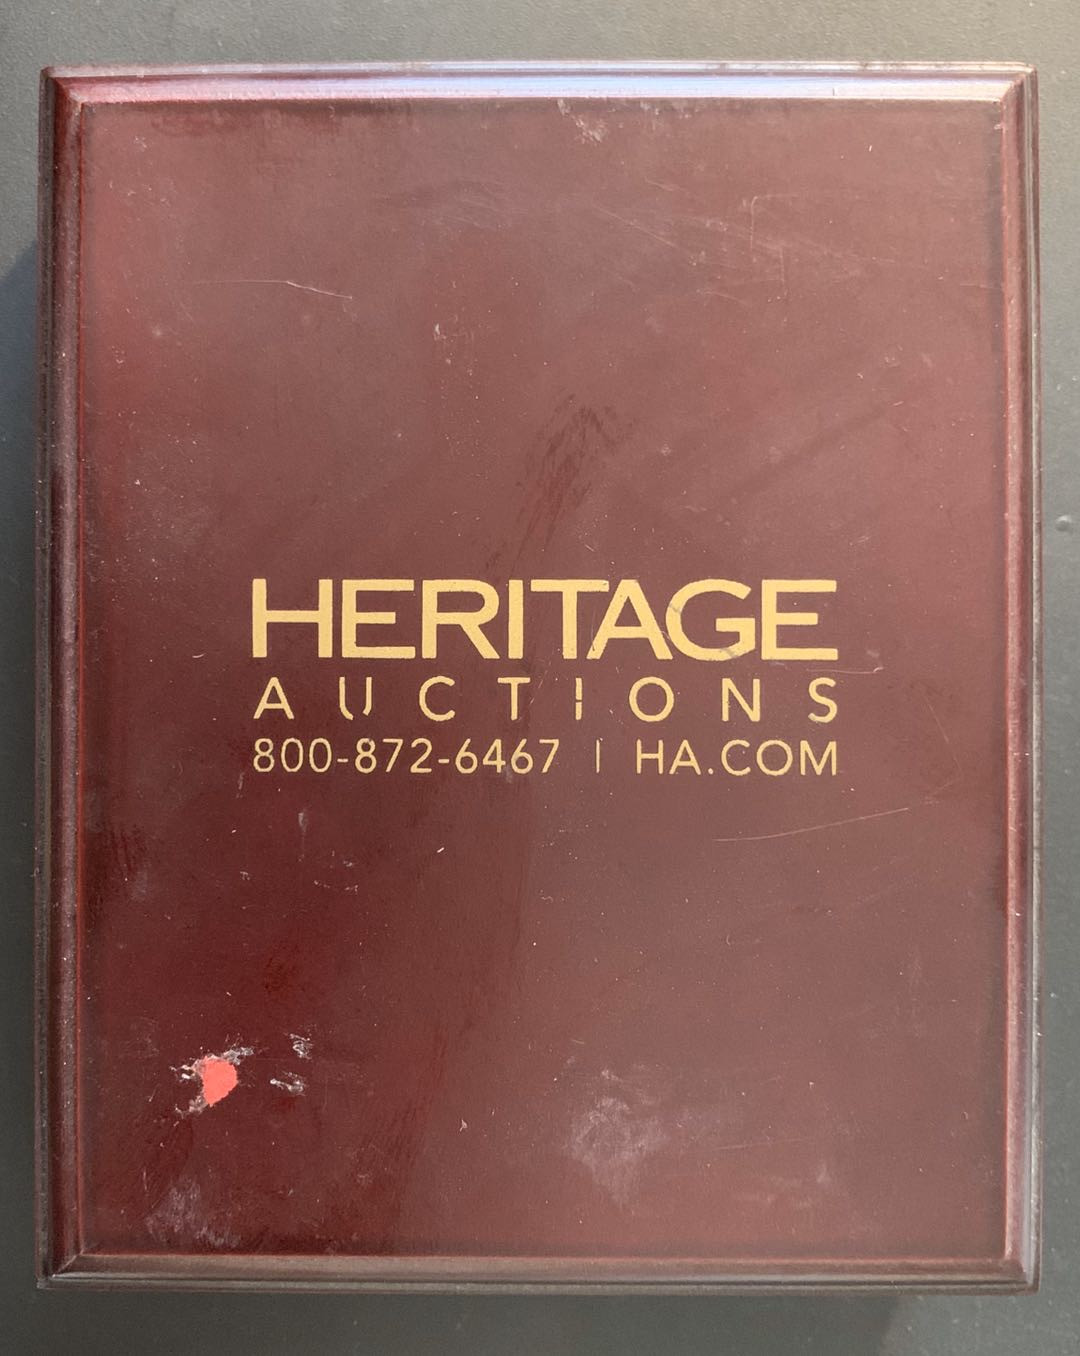 HERITAGE
AUCTIONS
800-872-6467 | HA.COM